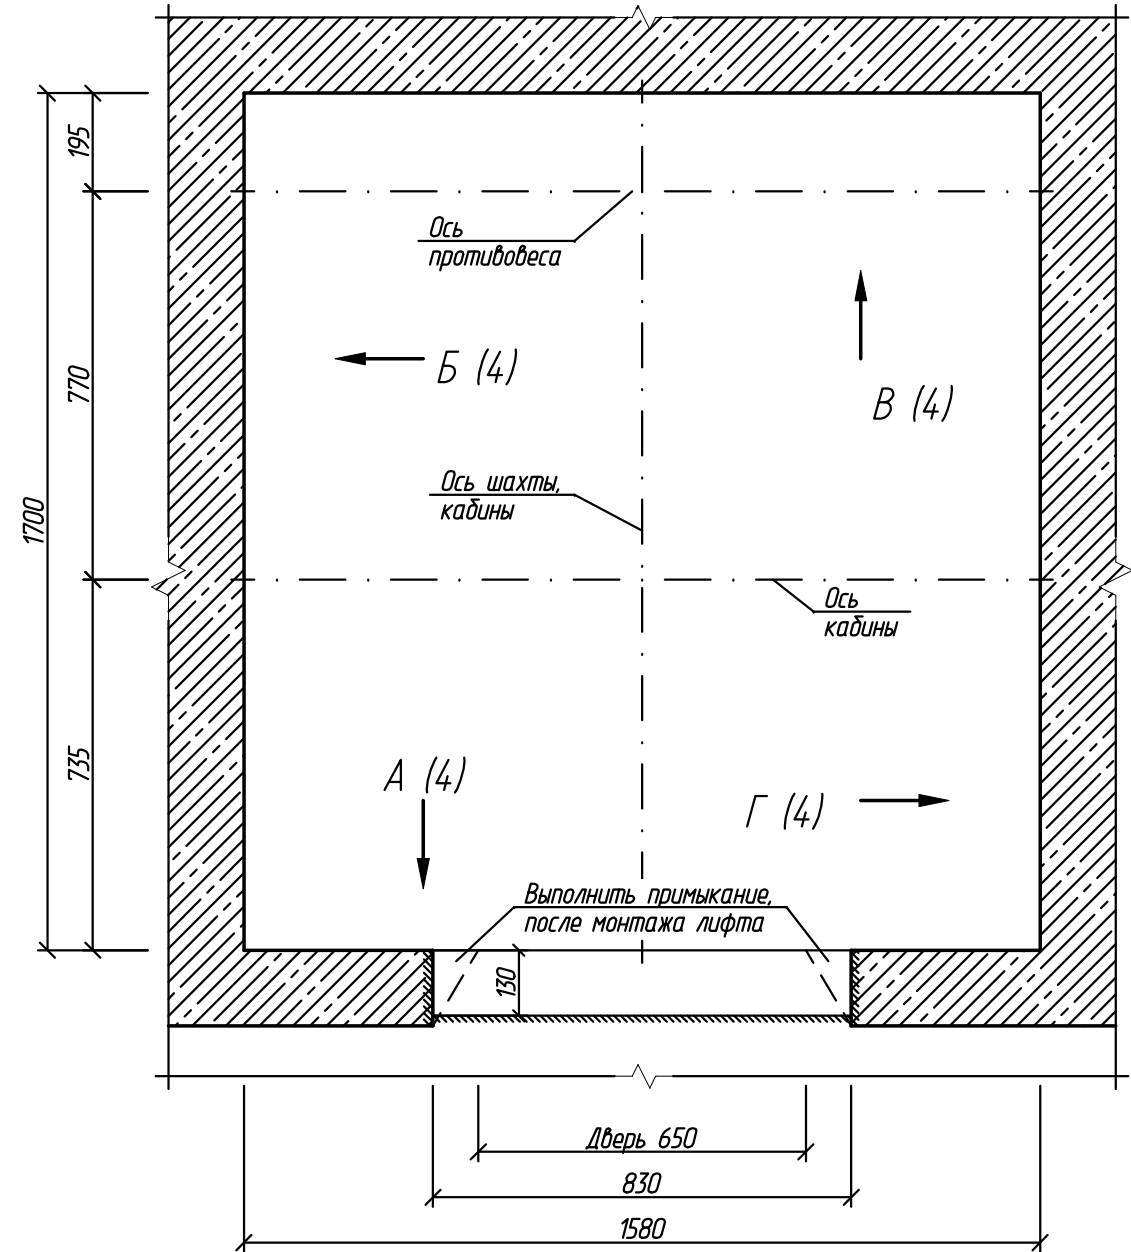 195
Ось
противовеса
Б (4)
770
В (4)
Ось шахты,
кабины
1700
Ось
кабины
735
А (4)
Г (4)
Выполнить примыкание,
после монтажа лифта
130
Дверь 650
830
1580